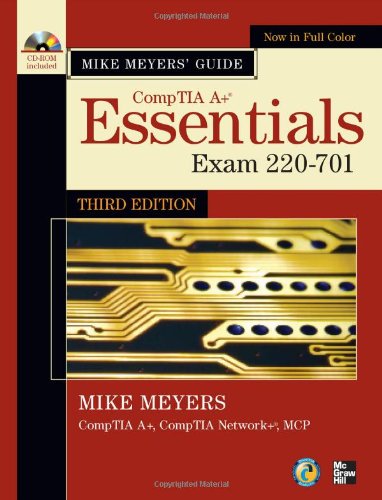 Now in Full Color
CD-ROM
included
MIKE MEYERS' GUIDE
CompTIA A+®
Essentials
Exam 220-701
THIRD EDITION
MIKE MEYERS
CompTIA A+, CompTIA Network+®, MCP
Mc
Graw
Hill